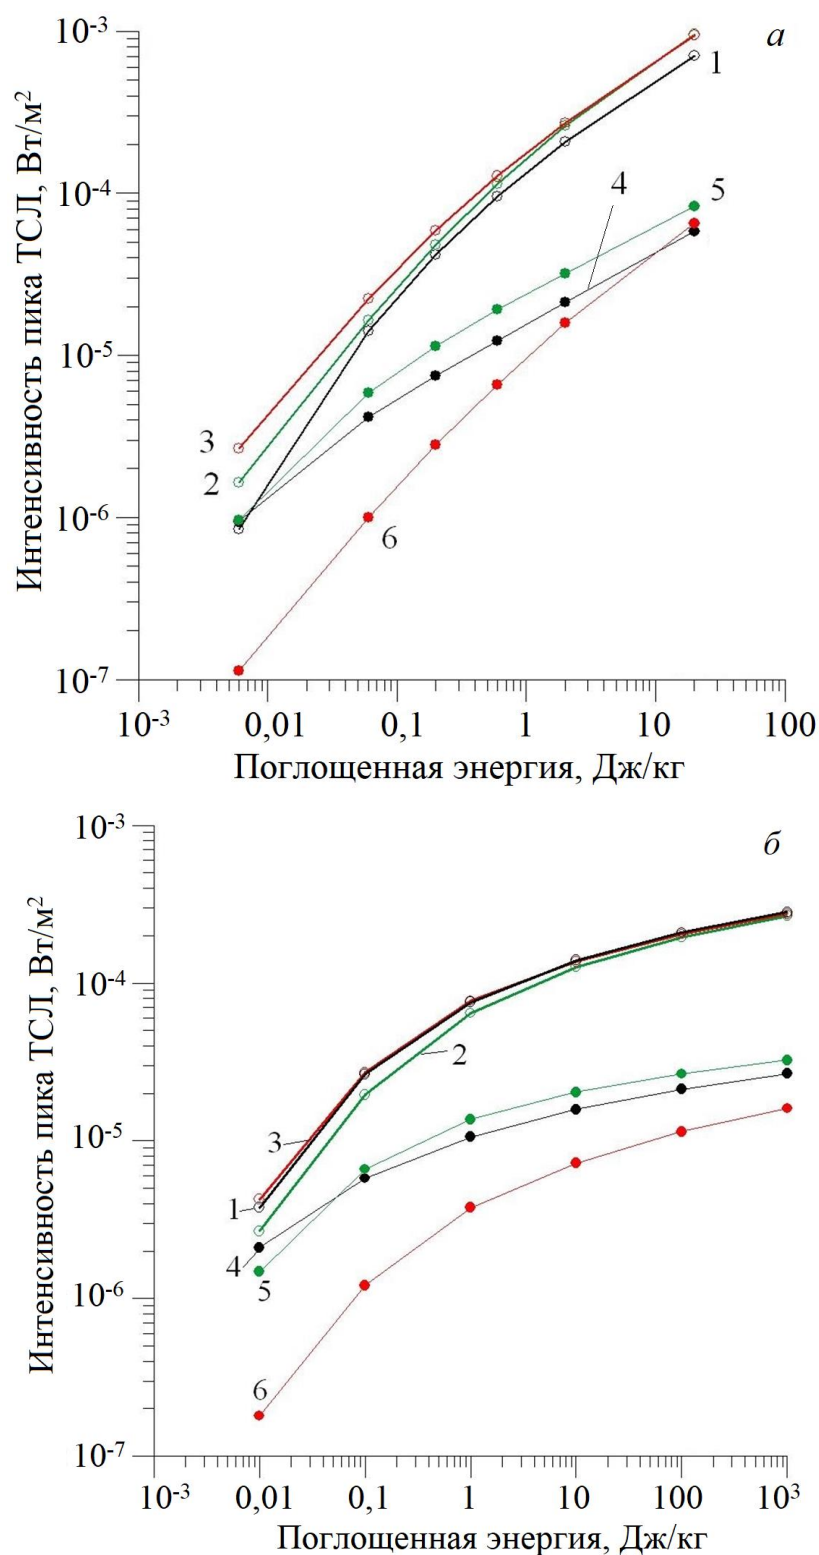 а
Интенсивность пика ТСЛ, Вт/м²
10⁻³
10⁻⁴
10⁻⁵
10⁻⁶
10⁻⁷
1
4
5
3
2
6
10⁻³ 0,01 0,1 1 10 100
Поглощенная энергия, Дж/кг
б
Интенсивность пика ТСЛ, Вт/м²
10⁻³
10⁻⁴
10⁻⁵
10⁻⁶
10⁻⁷
2
3
1
4
5
6
10⁻³ 0,01 0,1 1 10 100 10³
Поглощенная энергия, Дж/кг